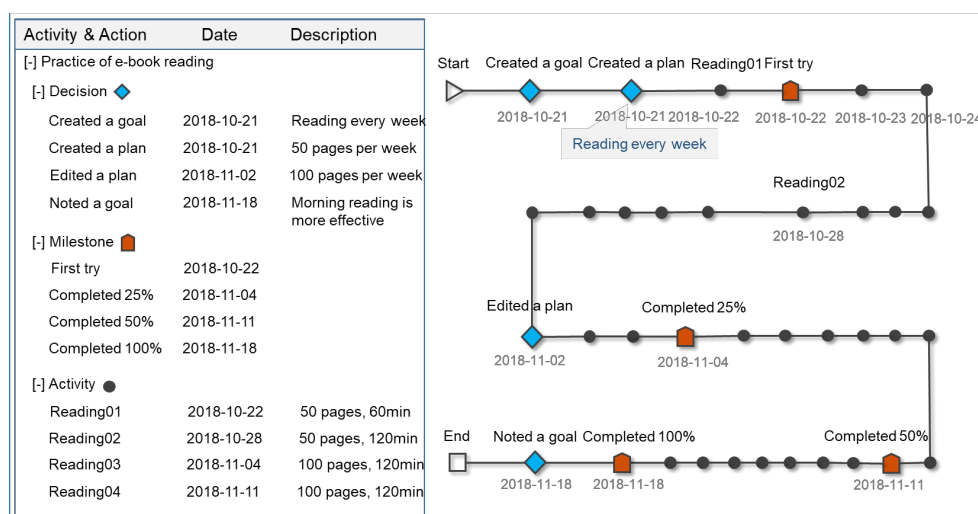 Activity & Action Date Description
[-] Practice of e-book reading
[-] Decision
Created a goal 2018-10-21 Reading every week
Created a plan 2018-10-21 50 pages per week
Edited a plan 2018-11-02 100 pages per week
Noted a goal 2018-11-18 Morning reading is
more effective
[-] Milestone
First try 2018-10-22
Completed 25% 2018-11-04
Completed 50% 2018-11-11
Completed 100% 2018-11-18
[-] Activity
Reading01 2018-10-22 50 pages, 60min
Reading02 2018-10-28 50 pages, 120min
Reading03 2018-11-04 100 pages, 120min
Reading04 2018-11-11 100 pages, 120min
Start Created a goal Created a plan Reading01 First try
2018-10-21 2018-10-21 2018-10-22 2018-10-22 2018-10-23 2018-10-24
Reading every week
Reading02
2018-10-28
Edited a plan Completed 25%
2018-11-02 2018-11-04
End Noted a goal Completed 100% Completed 50%
2018-11-18 2018-11-18 2018-11-11